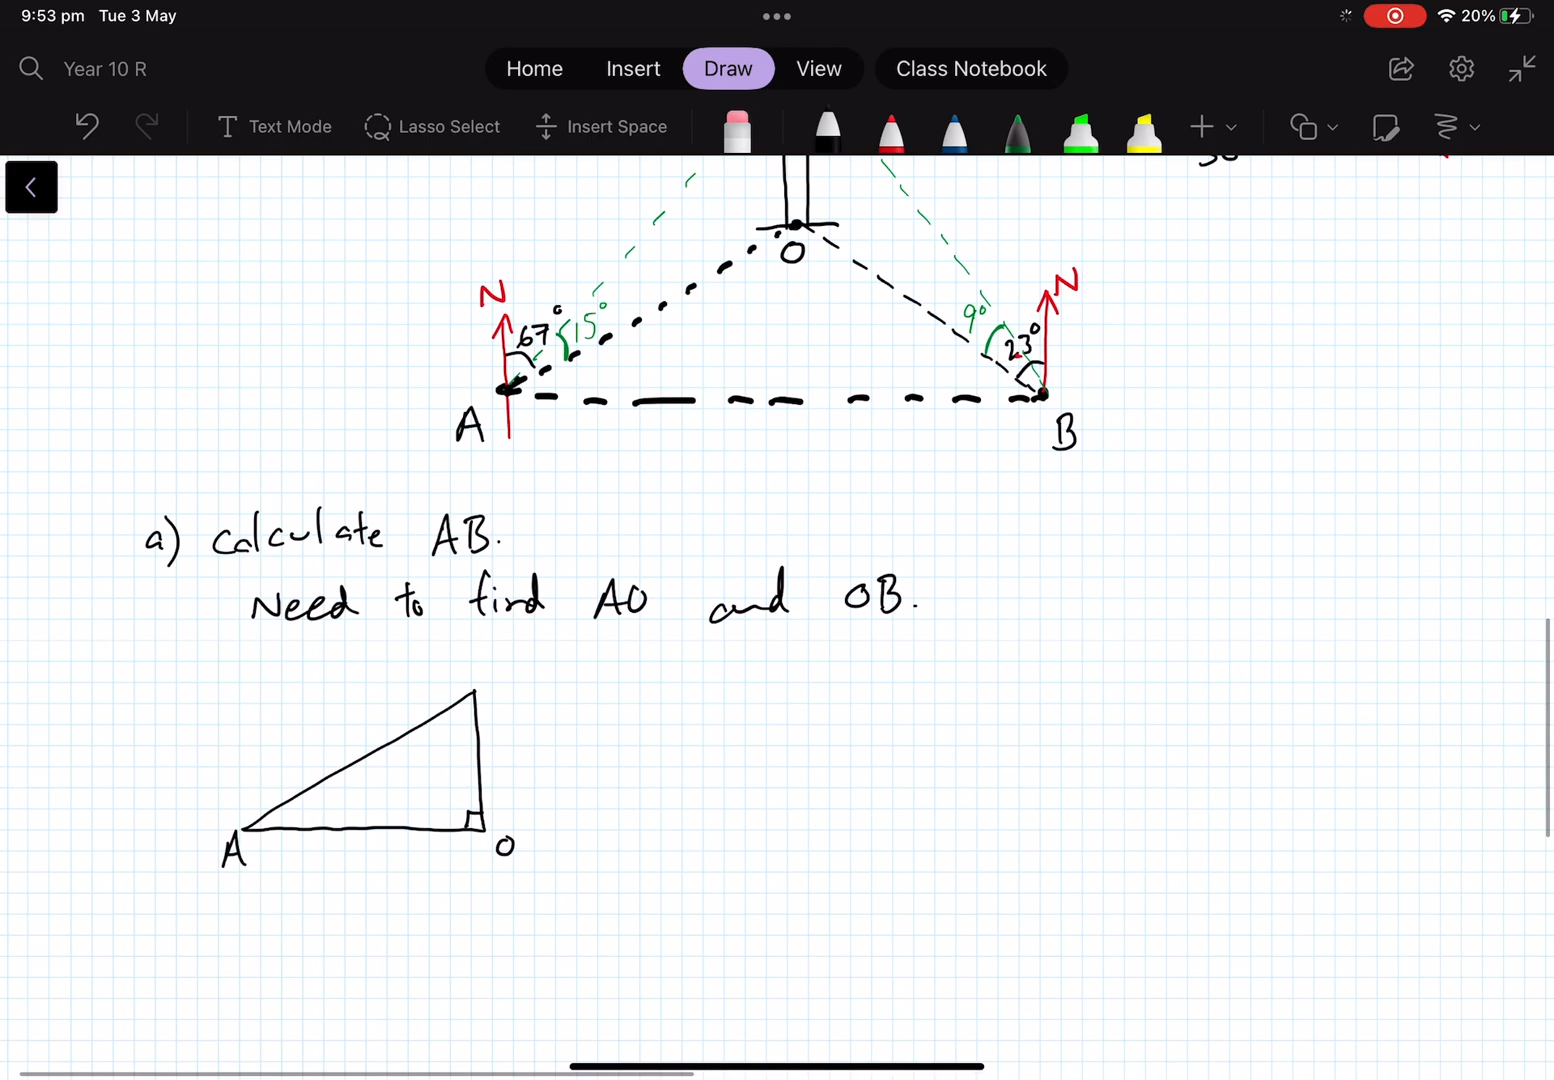 9:53 pm Tue 3 May
20%
Year 10 R
Home Insert Draw View Class Notebook
Text Mode Lasso Select Insert Space
O
N
N
67°
15°
9°
23°
A
B
a) Calculate AB.
Need to find AO and OB.
A
O